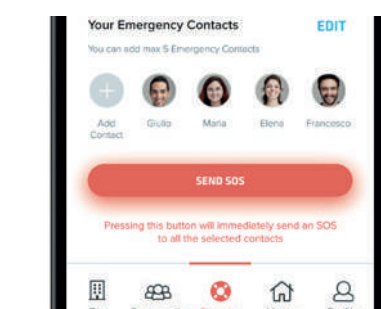 Your Emergency Contacts EDIT
You can add max 5 Emergency Contacts
Add
Contact
Giulio
Maria
Elena
Francesco
SEND SOS
Pressing this button will immediately send an SOS
to all the selected contacts